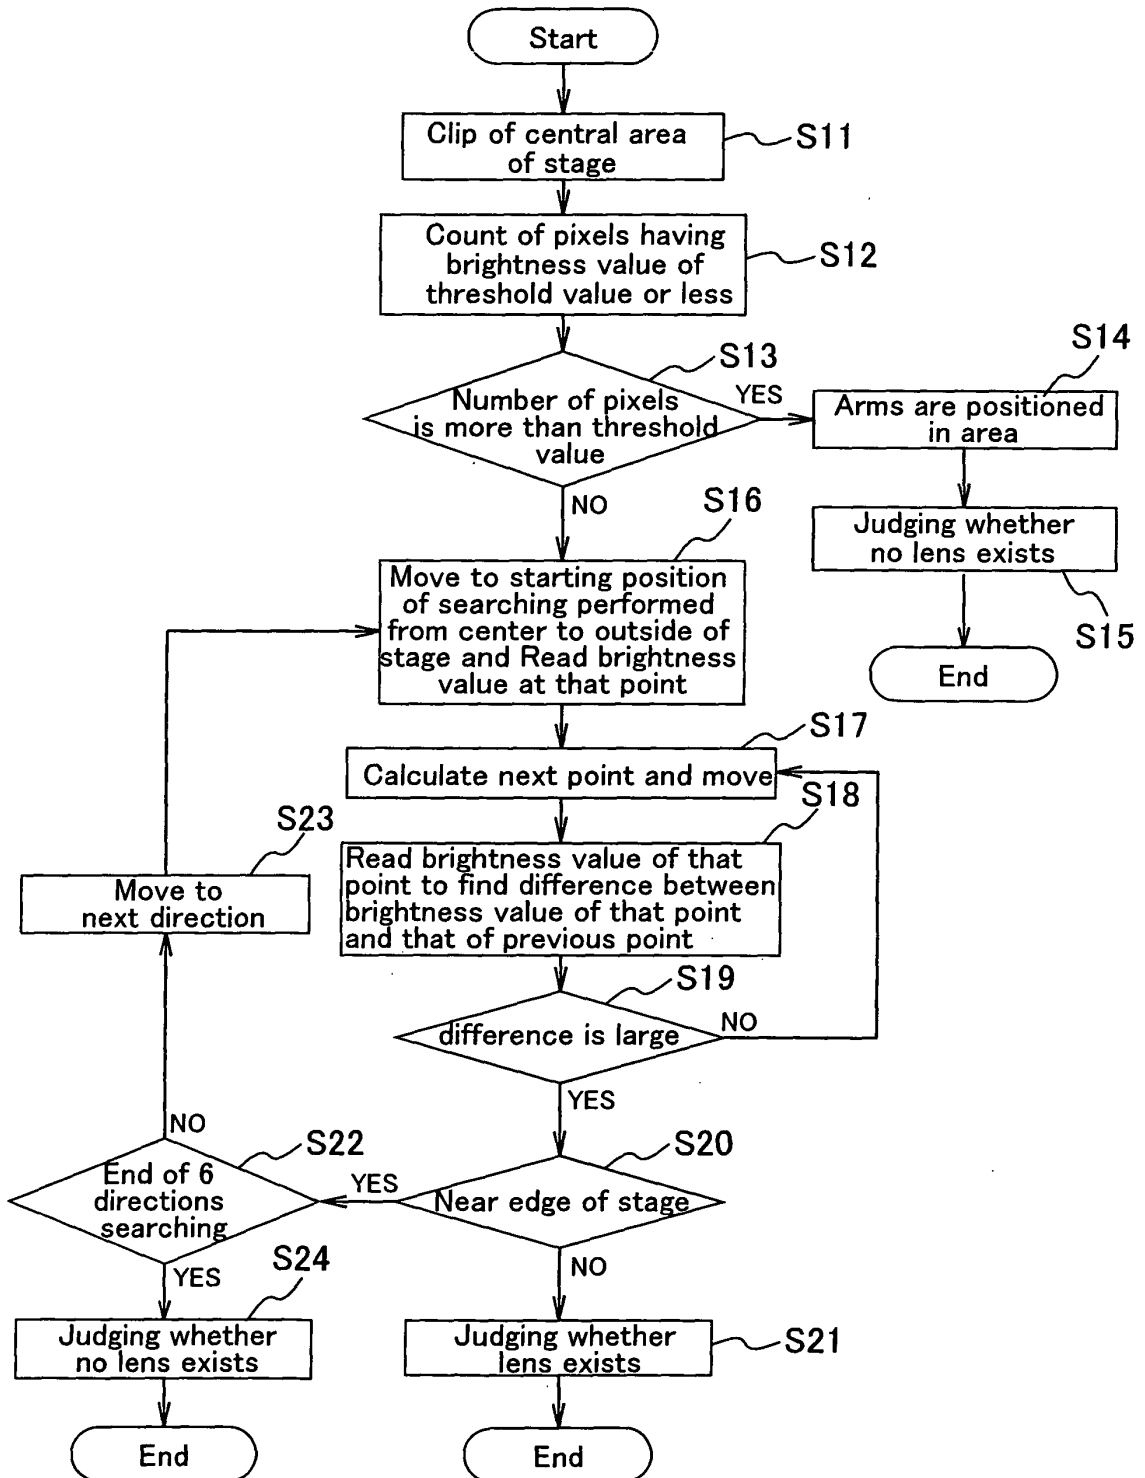 Start
Clip of central area
of stage
S11
Count of pixels having
brightness value of
threshold value or less
S12
S13
Number of pixels
is more than threshold
value
YES
NO
S14
Arms are positioned
in area
Judging whether
no lens exists
S15
End
S16
Move to starting position
of searching performed
from center to outside of
stage and Read brightness
value at that point
S17
Calculate next point and move
S18
Read brightness value of that
point to find difference between
brightness value of that point
and that of previous point
S19
difference is large
NO
YES
S20
Near edge of stage
YES
NO
S21
Judging whether
lens exists
End
S22
End of 6
directions
searching
NO
YES
S23
Move to
next direction
S24
Judging whether
no lens exists
End